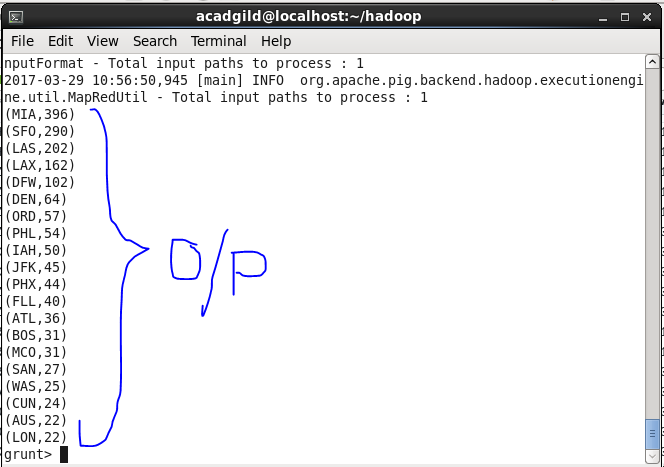 acadgild@localhost:~/hadoop
File Edit View Search Terminal Help
nputFormat - Total input paths to process : 1
2017-03-29 10:56:50,945 [main] INFO  org.apache.pig.backend.hadoop.executionengi
ne.util.MapRedUtil - Total input paths to process : 1
(MIA,396)
(SFO,290)
(LAS,202)
(LAX,162)
(DFW,102)
(DEN,64)
(ORD,57)
(PHL,54)
(IAH,50)
(JFK,45)
(PHX,44)
(FLL,40)
(ATL,36)
(BOS,31)
(MCO,31)
(SAN,27)
(WAS,25)
(CUN,24)
(AUS,22)
(LON,22)
grunt>
O/P